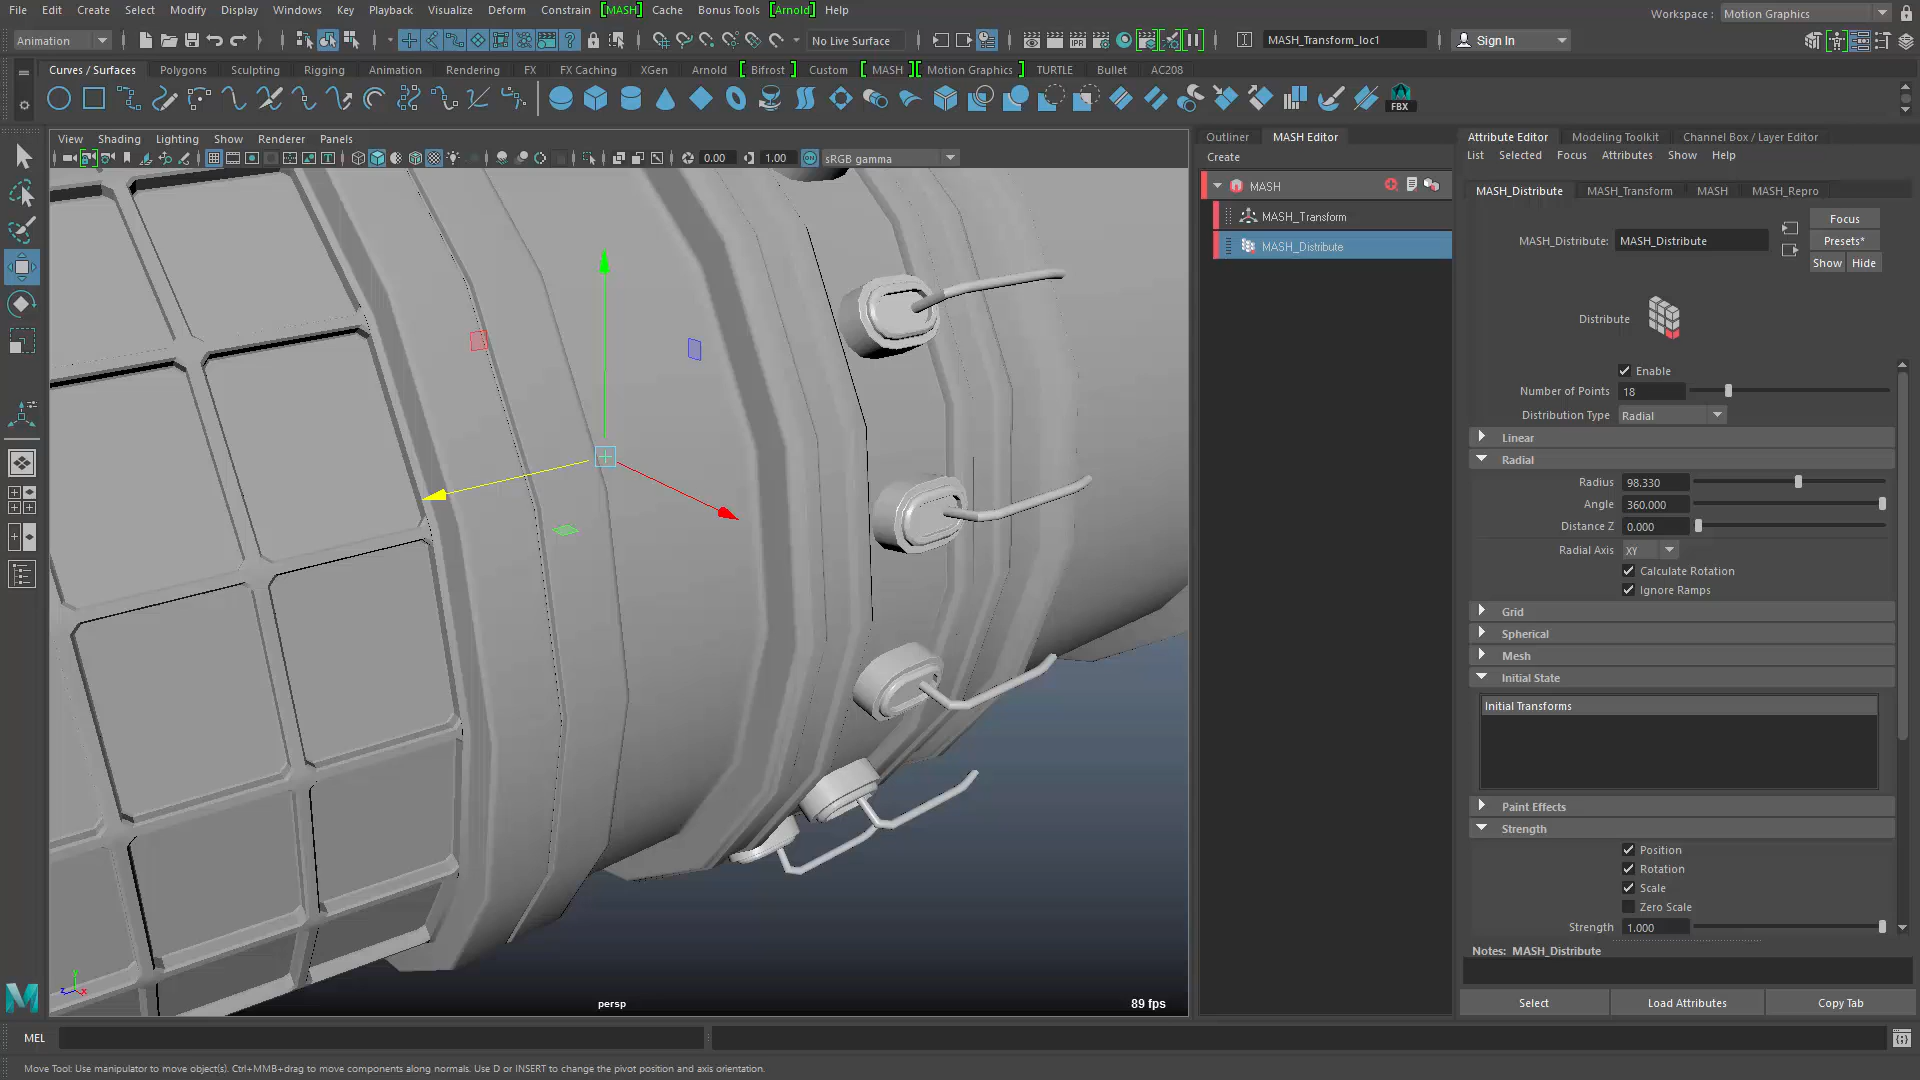 File Edit Create Select Modify Display Windows Key Playback Visualize Deform Constrain [MASH] Cache Bonus Tools [Arnold] Help
Workspace : Motion Graphics
Animation
No Live Surface
MASH_Transform_loc1
Sign In
Curves / Surfaces Polygons Sculpting Rigging Animation Rendering FX FX Caching XGen Arnold [Bifrost] Custom [MASH][Motion Graphics] TURTLE Bullet AC208
FBX
View Shading Lighting Show Renderer Panels
0.00 1.00 sRGB gamma
Outliner MASH Editor
Create
MASH
MASH_Transform
MASH_Distribute
Attribute Editor Modeling Toolkit Channel Box / Layer Editor
List Selected Focus Attributes Show Help
MASH_Distribute MASH_Transform MASH MASH_Repro
Focus
MASH_Distribute: MASH_Distribute
Presets*
Show Hide
Distribute
Enable
Number of Points 18
Distribution Type Radial
Linear
Radial
Radius 98.330
Angle 360.000
Distance Z 0.000
Radial Axis XY
Calculate Rotation
Ignore Ramps
Grid
Spherical
Mesh
Initial State
Initial Transforms
Paint Effects
Strength
Position
Rotation
Scale
Zero Scale
Strength 1.000
Notes: MASH_Distribute
Select Load Attributes Copy Tab
persp
89 fps
MEL
Move Tool: Use manipulator to move object(s). Ctrl+MMB+drag to move components along normals. Use D or INSERT to change the pivot position and axis orientation.